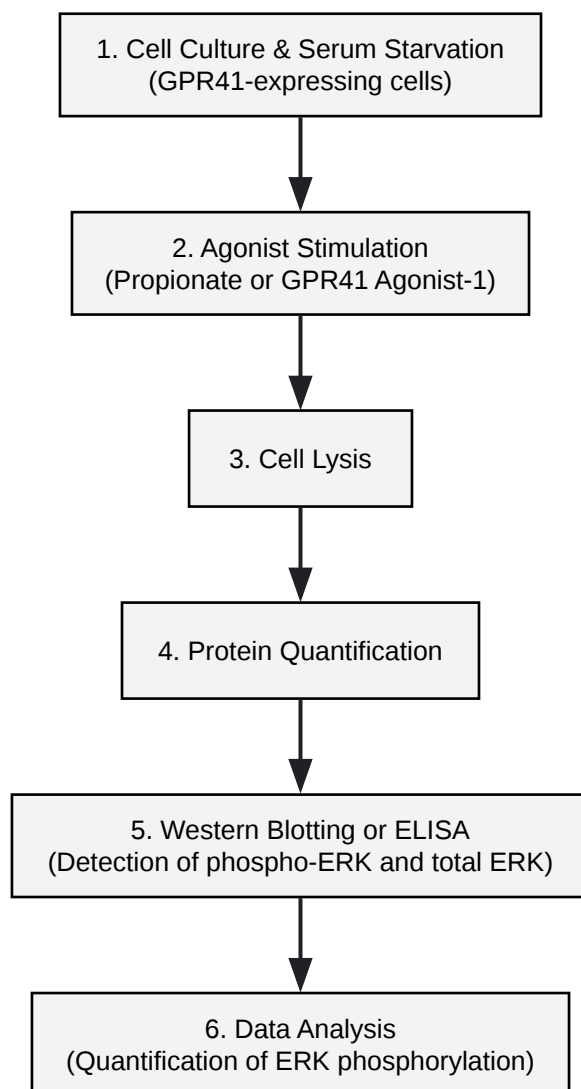 1. Cell Culture & Serum Starvation
(GPR41-expressing cells)
2. Agonist Stimulation
(Propionate or GPR41 Agonist-1)
3. Cell Lysis
4. Protein Quantification
5. Western Blotting or ELISA
(Detection of phospho-ERK and total ERK)
6. Data Analysis
(Quantification of ERK phosphorylation)